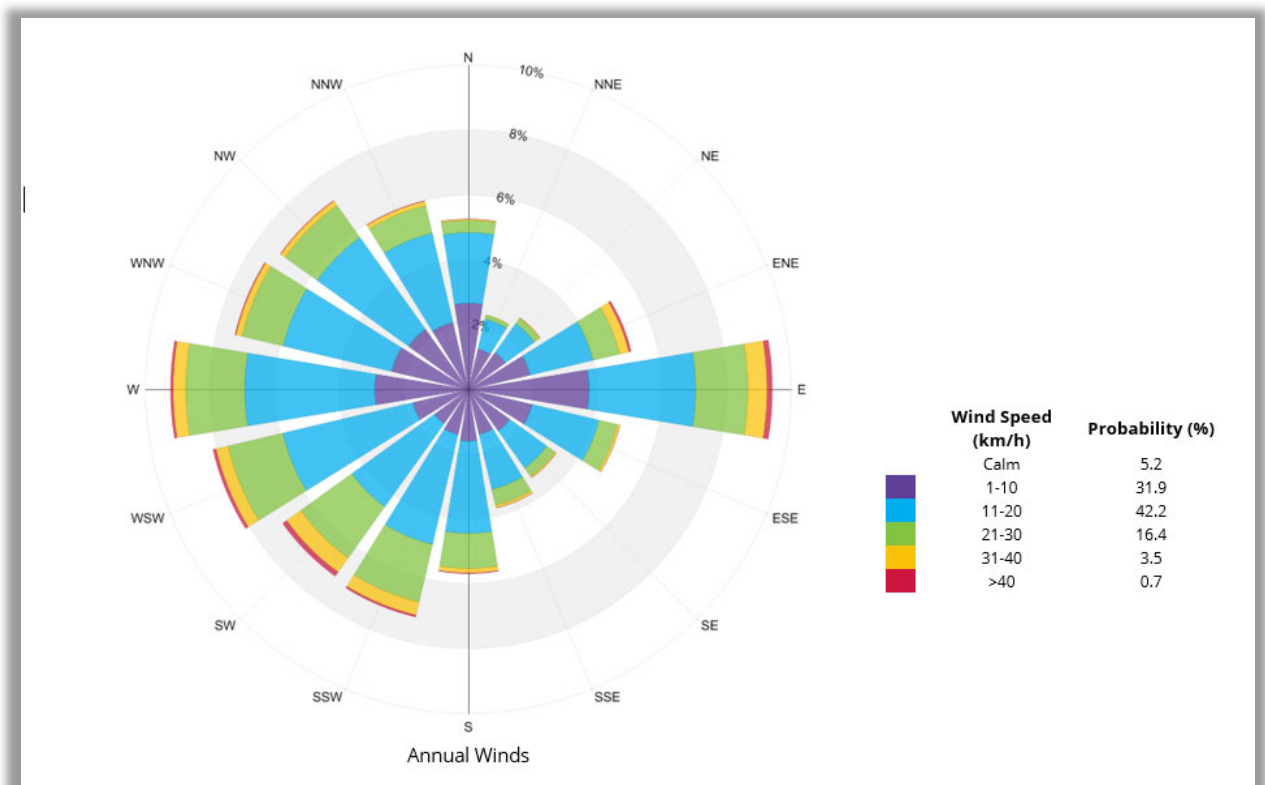 N
10%
NNW
NNE
8%
NW
NE
6%
4%
WNW
ENE
2%
W
E
Wind Speed
(km/h)
Probability (%)
Calm 5.2
1-10 31.9
11-20 42.2
21-30 16.4
31-40 3.5
>40 0.7
WSW
ESE
SW
SE
SSW
SSE
S
Annual Winds